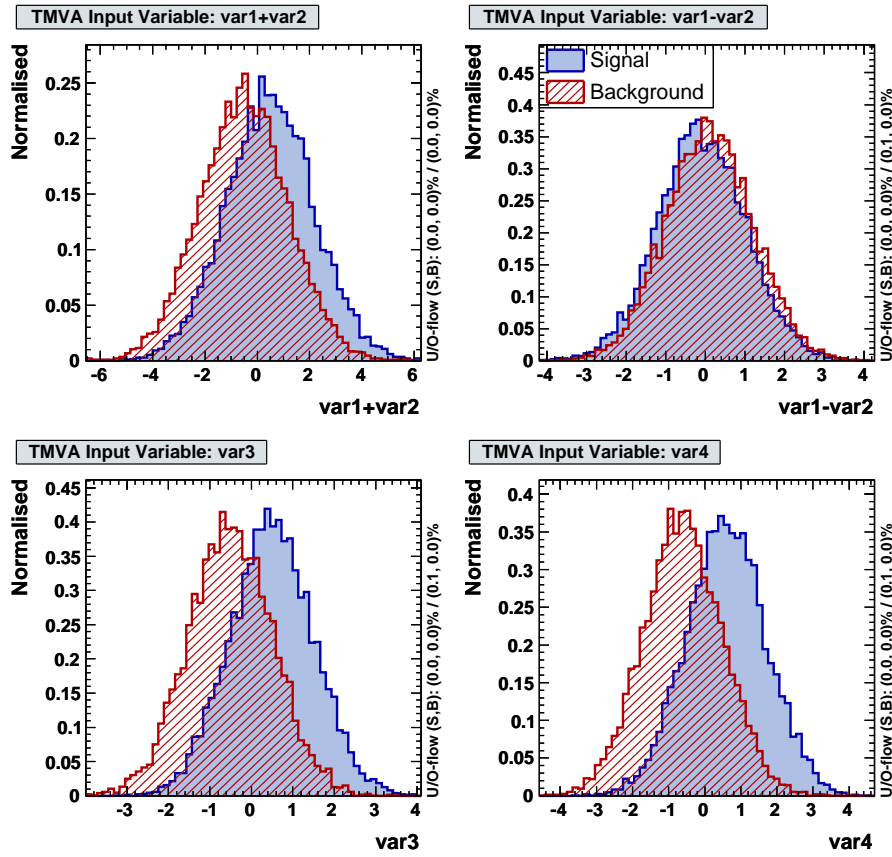 TMVA Input Variable: var1+var2
Normalised
0.25
0.2
0.15
0.1
0.05
0
-6 -4 -2 0 2 4 6
var1+var2
U/O-flow (S,B): (0.0, 0.0)% / (0.0, 0.0)%
TMVA Input Variable: var1-var2
Signal
Background
Normalised
0.45
0.4
0.35
0.3
0.25
0.2
0.15
0.1
0.05
0
-4 -3 -2 -1 0 1 2 3 4
var1-var2
U/O-flow (S,B): (0.0, 0.0)% / (0.1, 0.0)%
TMVA Input Variable: var3
Normalised
0.45
0.4
0.35
0.3
0.25
0.2
0.15
0.1
0.05
0
-3 -2 -1 0 1 2 3 4
var3
U/O-flow (S,B): (0.0, 0.0)% / (0.1, 0.0)%
TMVA Input Variable: var4
Normalised
0.4
0.35
0.3
0.25
0.2
0.15
0.1
0.05
0
-4 -3 -2 -1 0 1 2 3 4
var4
U/O-flow (S,B): (0.0, 0.0)% / (0.1, 0.0)%